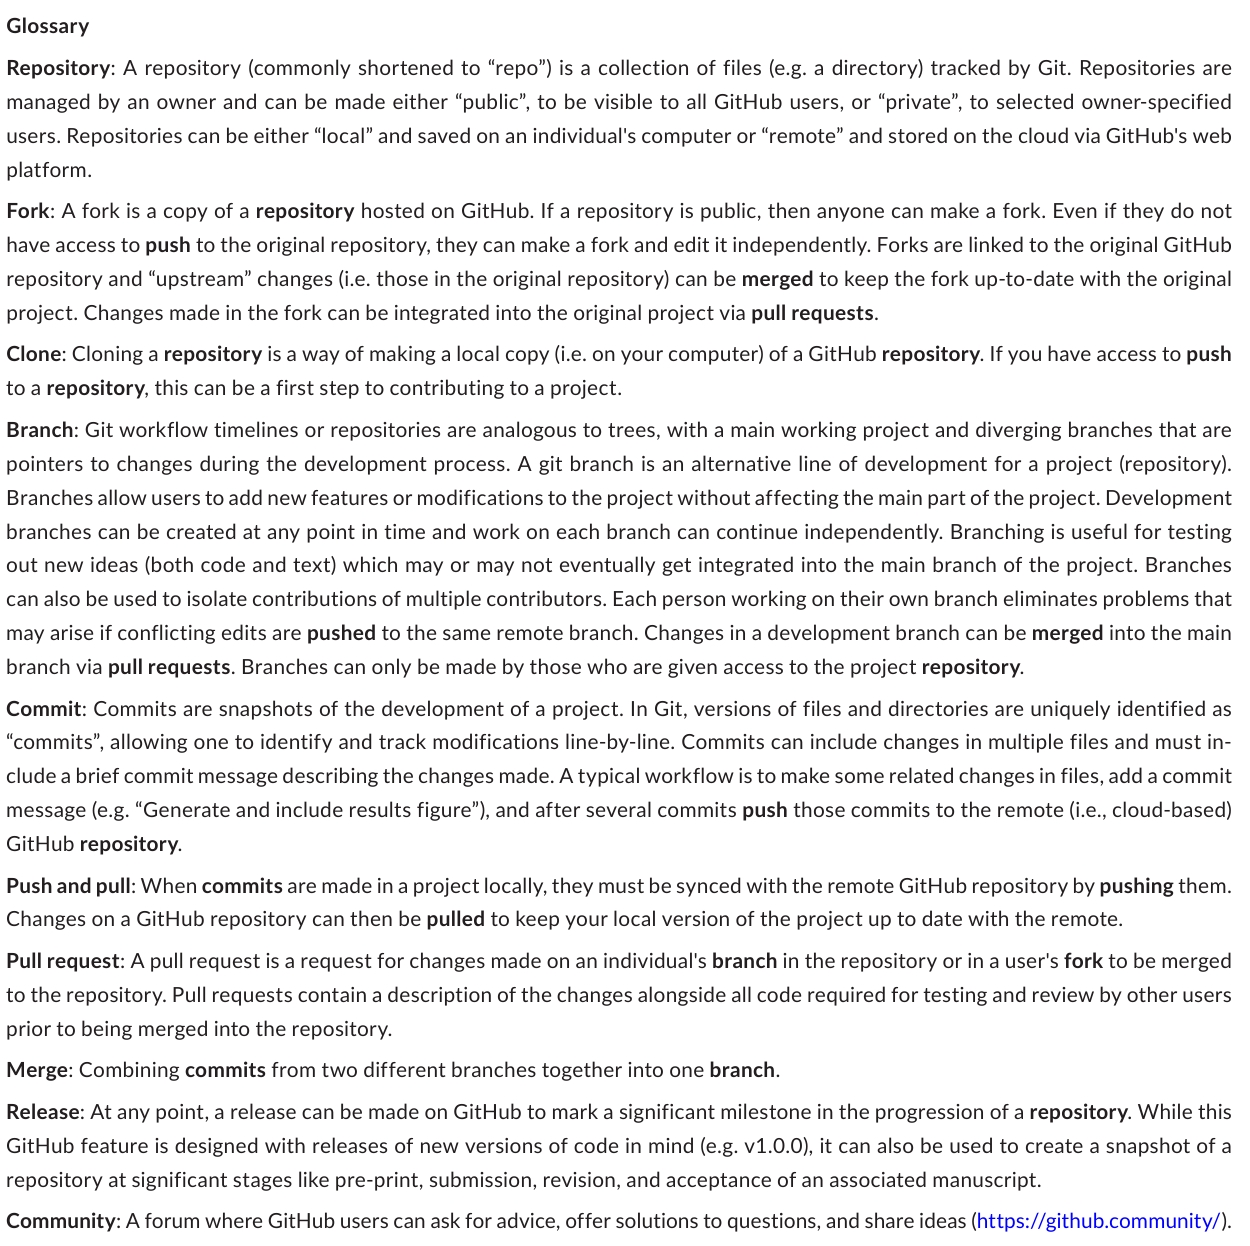 Glossary
Repository: A repository (commonly shortened to “repo”) is a collection of files (e.g. a directory) tracked by Git. Repositories are
managed by an owner and can be made either “public”, to be visible to all GitHub users, or “private”, to selected owner-specified
users. Repositories can be either “local” and saved on an individual's computer or “remote” and stored on the cloud via GitHub's web
platform.
Fork: A fork is a copy of a repository hosted on GitHub. If a repository is public, then anyone can make a fork. Even if they do not
have access to push to the original repository, they can make a fork and edit it independently. Forks are linked to the original GitHub
repository and “upstream” changes (i.e. those in the original repository) can be merged to keep the fork up-to-date with the original
project. Changes made in the fork can be integrated into the original project via pull requests.
Clone: Cloning a repository is a way of making a local copy (i.e. on your computer) of a GitHub repository. If you have access to push
to a repository, this can be a first step to contributing to a project.
Branch: Git workflow timelines or repositories are analogous to trees, with a main working project and diverging branches that are
pointers to changes during the development process. A git branch is an alternative line of development for a project (repository).
Branches allow users to add new features or modifications to the project without affecting the main part of the project. Development
branches can be created at any point in time and work on each branch can continue independently. Branching is useful for testing
out new ideas (both code and text) which may or may not eventually get integrated into the main branch of the project. Branches
can also be used to isolate contributions of multiple contributors. Each person working on their own branch eliminates problems that
may arise if conflicting edits are pushed to the same remote branch. Changes in a development branch can be merged into the main
branch via pull requests. Branches can only be made by those who are given access to the project repository.
Commit: Commits are snapshots of the development of a project. In Git, versions of files and directories are uniquely identified as
“commits”, allowing one to identify and track modifications line-by-line. Commits can include changes in multiple files and must in-
clude a brief commit message describing the changes made. A typical workflow is to make some related changes in files, add a commit
message (e.g. “Generate and include results figure”), and after several commits push those commits to the remote (i.e., cloud-based)
GitHub repository.
Push and pull: When commits are made in a project locally, they must be synced with the remote GitHub repository by pushing them.
Changes on a GitHub repository can then be pulled to keep your local version of the project up to date with the remote.
Pull request: A pull request is a request for changes made on an individual's branch in the repository or in a user's fork to be merged
to the repository. Pull requests contain a description of the changes alongside all code required for testing and review by other users
prior to being merged into the repository.
Merge: Combining commits from two different branches together into one branch.
Release: At any point, a release can be made on GitHub to mark a significant milestone in the progression of a repository. While this
GitHub feature is designed with releases of new versions of code in mind (e.g. v1.0.0), it can also be used to create a snapshot of a
repository at significant stages like pre-print, submission, revision, and acceptance of an associated manuscript.
Community: A forum where GitHub users can ask for advice, offer solutions to questions, and share ideas (https://github.community/).